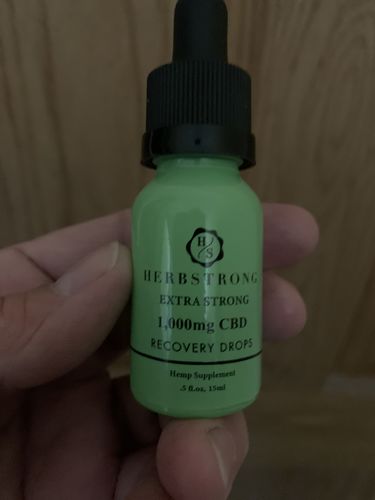 H S
HERBSTRONG
EXTRA STRONG
1,000mg CBD
RECOVERY DROPS
Hemp Supplement
.5 fl.oz, 15ml